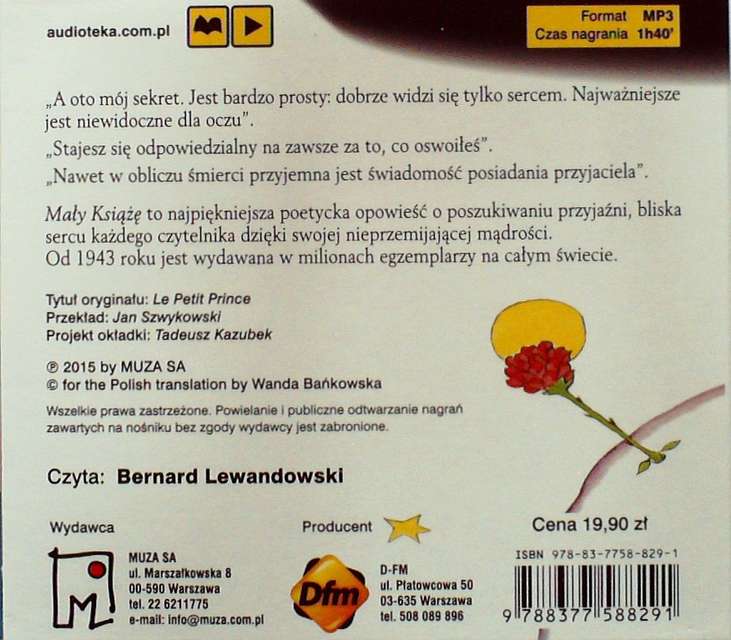 audioteka.com.pl
Format MP3
Czas nagrania 1h40'
„A oto mój sekret. Jest bardzo prosty: dobrze widzi się tylko sercem. Najważniejsze
jest niewidoczne dla oczu”.
„Stajesz się odpowiedzialny na zawsze za to, co oswoiłeś”.
„Nawet w obliczu śmierci przyjemna jest świadomość posiadania przyjaciela”.
Mały Książę to najpiękniejsza poetycka opowieść o poszukiwaniu przyjaźni, bliska
sercu każdego czytelnika dzięki swojej nieprzemijającej mądrości.
Od 1943 roku jest wydawana w milionach egzemplarzy na całym świecie.
Tytuł oryginału: Le Petit Prince
Przekład: Jan Szwykowski
Projekt okładki: Tadeusz Kazubek
℗ 2015 by MUZA SA
© for the Polish translation by Wanda Bańkowska
Wszelkie prawa zastrzeżone. Powielanie i publiczne odtwarzanie nagrań
zawartych na nośniku bez zgody wydawcy jest zabronione.
Czyta: Bernard Lewandowski
Wydawca
MUZA SA
ul. Marszałkowska 8
00-590 Warszawa
tel. 22 6211775
e-mail: info@muza.com.pl
Producent
Dfm
D-FM
ul. Płatowcowa 50
03-635 Warszawa
tel. 508 089 896
Cena 19,90 zł
ISBN 978-83-7758-829-1
9 788377 588291